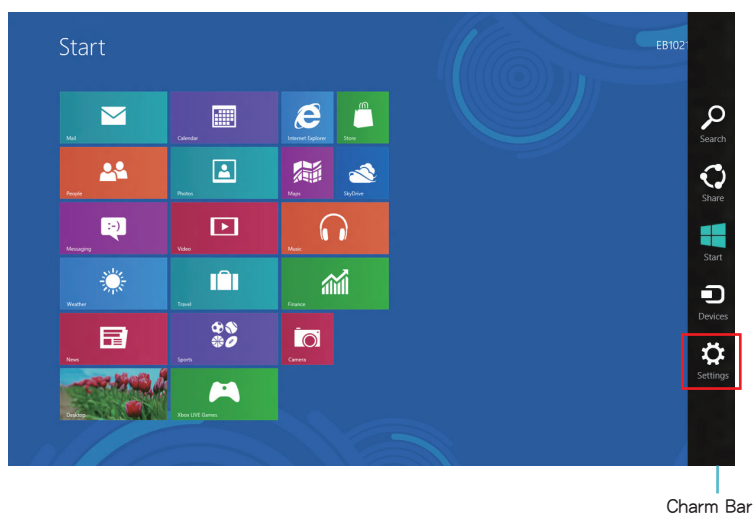 Start
EB1021
Search
Share
Start
Devices
Settings
Mail
Calendar
Internet Explorer
Store
People
Photos
Maps
SkyDrive
Messaging
Video
Music
Weather
Travel
Finance
News
Sports
Camera
Desktop
Xbox LIVE Games
Charm Bar